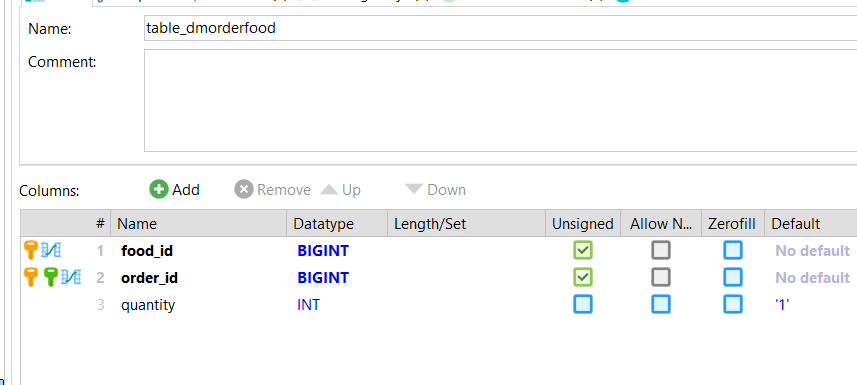 Name: table_dmorderfood
Comment:
Columns: Add Remove Up Down
# Name Datatype Length/Set Unsigned Allow N... Zerofill Default
1 food_id BIGINT No default
2 order_id BIGINT No default
3 quantity INT '1'